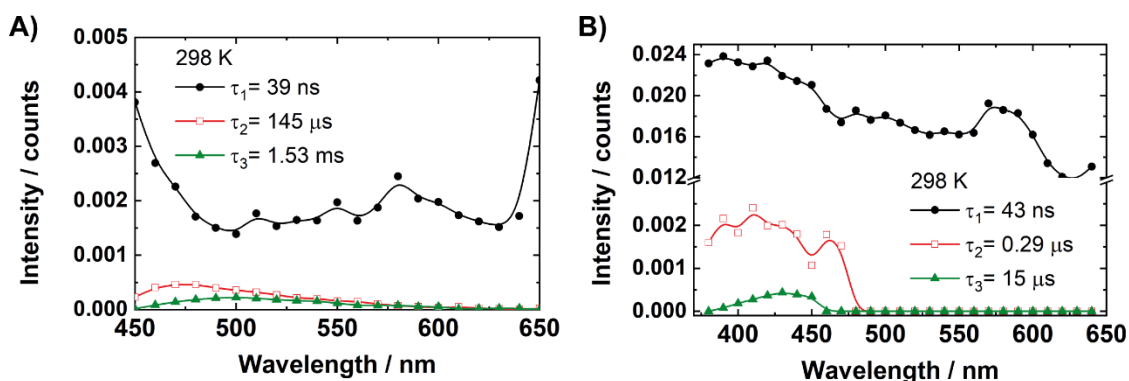 A)
0.005
0.004
0.003
0.002
0.001
0.000
298 K
τ₁= 39 ns
τ₂= 145 μs
τ₃= 1.53 ms
450 500 550 600 650
Wavelength / nm
Intensity / counts
B)
0.024
0.020
0.016
0.012
0.002
0.001
0.000
298 K
τ₁= 43 ns
τ₂= 0.29 μs
τ₃= 15 μs
400 450 500 550 600 650
Wavelength / nm
Intensity / counts